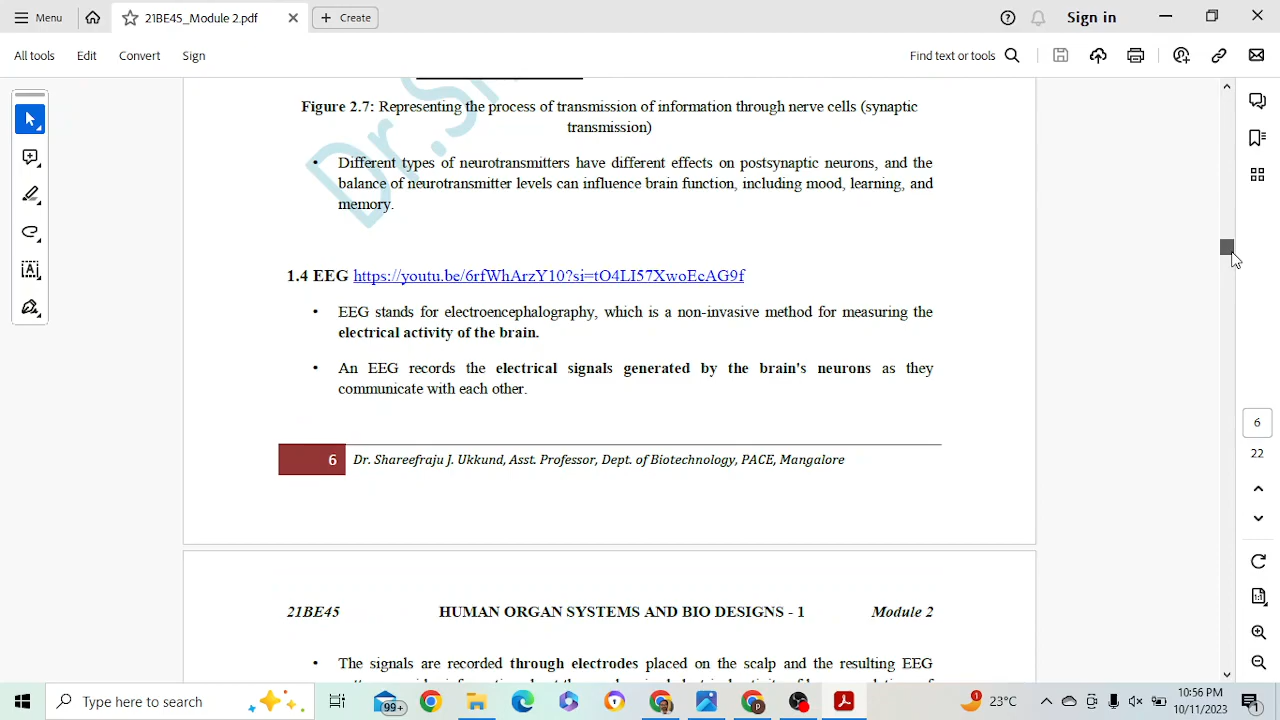 Menu
21BE45_Module 2.pdf
Create
Sign in
All tools
Edit
Convert
Sign
Find text or tools
Dr.S
Figure 2.7: Representing the process of transmission of information through nerve cells (synaptic
transmission)
• Different types of neurotransmitters have different effects on postsynaptic neurons, and the
balance of neurotransmitter levels can influence brain function, including mood, learning, and
memory.
1.4 EEG https://youtu.be/6rfWhArzY10?si=tO4LI57XwoEcAG9f
• EEG stands for electroencephalography, which is a non-invasive method for measuring the
electrical activity of the brain.
• An EEG records the electrical signals generated by the brain's neurons as they
communicate with each other.
6 Dr. Shareefraju J. Ukkund, Asst. Professor, Dept. of Biotechnology, PACE, Mangalore
21BE45 HUMAN ORGAN SYSTEMS AND BIO DESIGNS - 1 Module 2
• The signals are recorded through electrodes placed on the scalp and the resulting EEG
6
22
1:1
Type here to search
99+
23°C
10:56 PM
10/11/2023
1